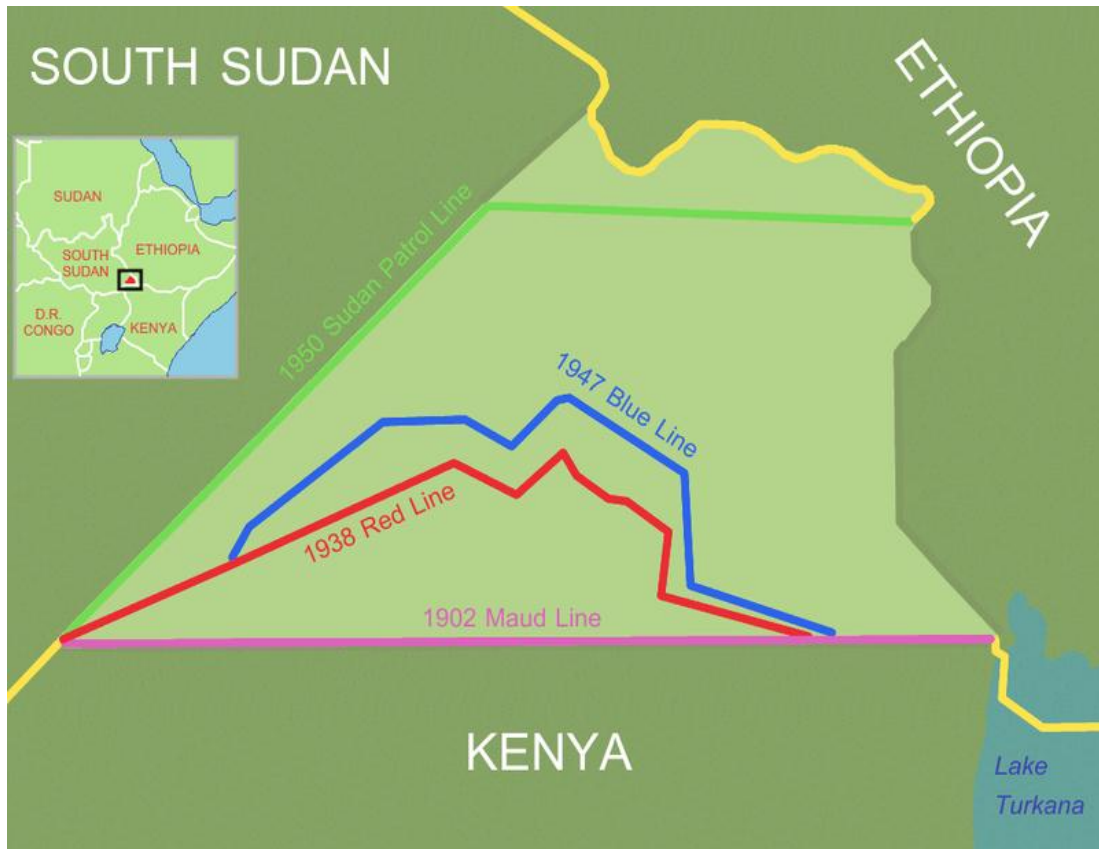 SOUTH SUDAN
ETHIOPIA
SUDAN
SOUTH
SUDAN
ETHIOPIA
D.R.
CONGO
KENYA
1950 Sudan Patrol Line
1947 Blue Line
1938 Red Line
1902 Maud Line
KENYA
Lake
Turkana